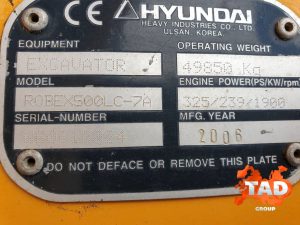 CE HYUNDAI
HEAVY INDUSTRIES CO., LTD.
ULSAN KOREA
EQUIPMENT OPERATING WEIGHT
EXCAVATOR 49850 Kg
MODEL ENGINE POWER(PS/KW/rpm)
ROBEX500LC-7A 325/239/1900
SERIAL-NUMBER MFG. YEAR
2006
DO NOT DEFACE OR REMOVE THIS PLATE
TAD
GROUP